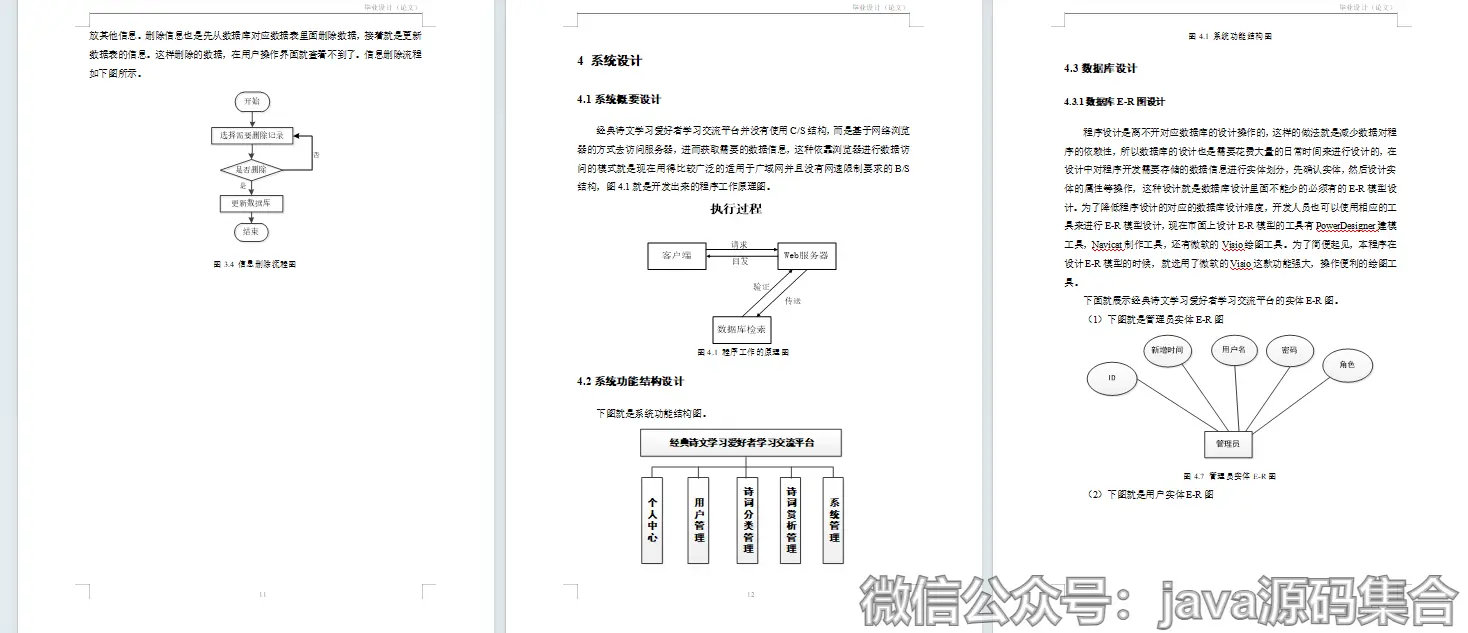 毕业设计（论文）
放其他信息。删除信息也是先从数据库对应数据表里面删除数据，接着就是更新
数据表的信息。这样删除的数据，在用户操作界面就查看不到了。信息删除流程
如下图所示。
开始
选择需要删除记录
否
是否删除
是
更新数据库
结束
图 3.4 信息删除流程图
11
毕业设计（论文）
4 系统设计
4.1 系统概要设计
经典诗文学习爱好者学习交流平台并没有使用 C/S 结构，而是基于网络浏览
器的方式去访问服务器，进而获取需要的数据信息，这种依靠浏览器进行数据访
问的模式就是现在用得比较广泛的适用于广域网并且没有网速限制要求的 B/S
结构，图 4.1 就是开发出来的程序工作原理图。
执行过程
客户端
请求
回发
Web服务器
验证
传送
数据库检索
图 4.1 程序工作的原理图
4.2 系统功能结构设计
下图就是系统功能结构图。
经典诗文学习爱好者学习交流平台
个人中心
用户管理
诗词分类管理
诗词赏析管理
系统管理
12
毕业设计（论文）
图 4.1 系统功能结构图
4.3 数据库设计
4.3.1 数据库 E-R 图设计
程序设计是离不开对应数据库的设计操作的，这样的做法就是减少数据对程
序的依赖性，所以数据库的设计也是需要花费大量的日常时间来进行设计的，在
设计中对程序开发需要存储的数据信息进行实体划分，先确认实体，然后设计实
体的属性等操作，这种设计就是数据库设计里面不能少的必须有的 E-R 模型设
计。为了降低程序设计的对应的数据库设计难度，开发人员也可以使用相应的工
具来进行 E-R 模型设计，现在市面上设计 E-R 模型的工具有 PowerDesigner 建模
工具，Navicat 制作工具，还有微软的 Visio 绘图工具。为了简便起见，本程序在
设计 E-R 模型的时候，就选用了微软的 Visio 这款功能强大，操作便利的绘图工
具。
下面就展示经典诗文学习爱好者学习交流平台的实体 E-R 图。
（1）下图就是管理员实体 E-R 图
ID
新增时间
用户名
密码
角色
管理员
图 4.7 管理员实体 E-R 图
（2）下图就是用户实体 E-R 图
微信公众号：java源码集合